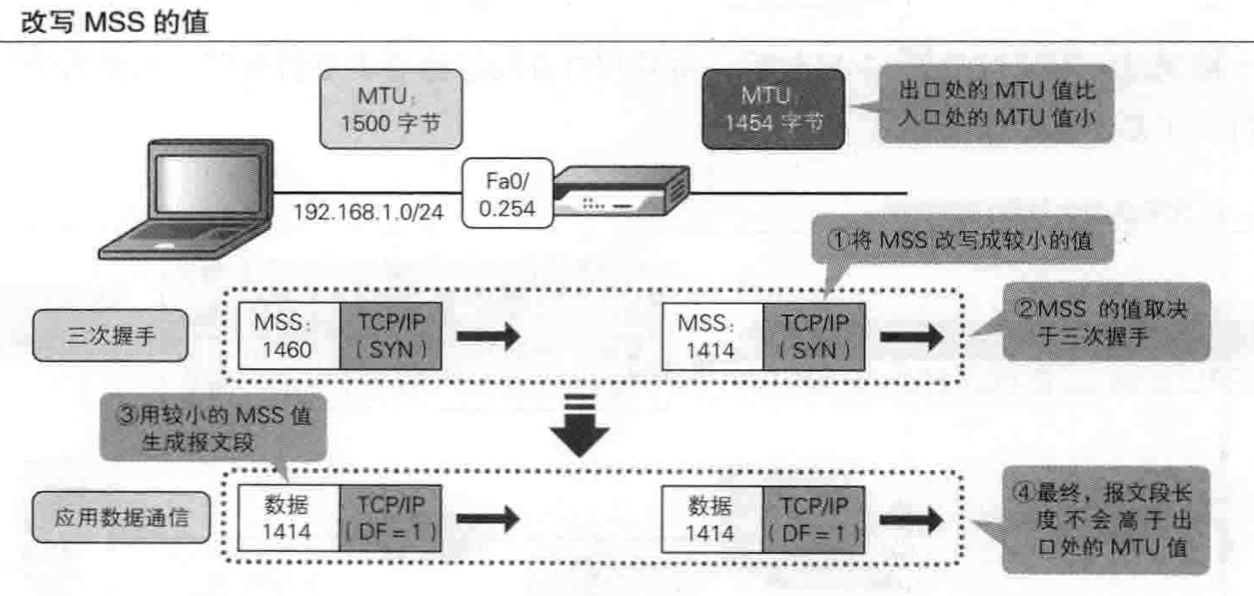 改写 MSS 的值
MTU:
1500 字节
MTU:
1454 字节
出口处的 MTU 值比
入口处的 MTU 值小
Fa0/
0.254
192.168.1.0/24
①将 MSS 改写成较小的值
三次握手
MSS:
1460
TCP/IP
(SYN)
MSS:
1414
TCP/IP
(SYN)
②MSS 的值取决
于三次握手
③用较小的 MSS 值
生成报文段
应用数据通信
数据
1414
TCP/IP
(DF=1)
数据
1414
TCP/IP
(DF=1)
④最终，报文段长
度不会高于出
口处的 MTU 值